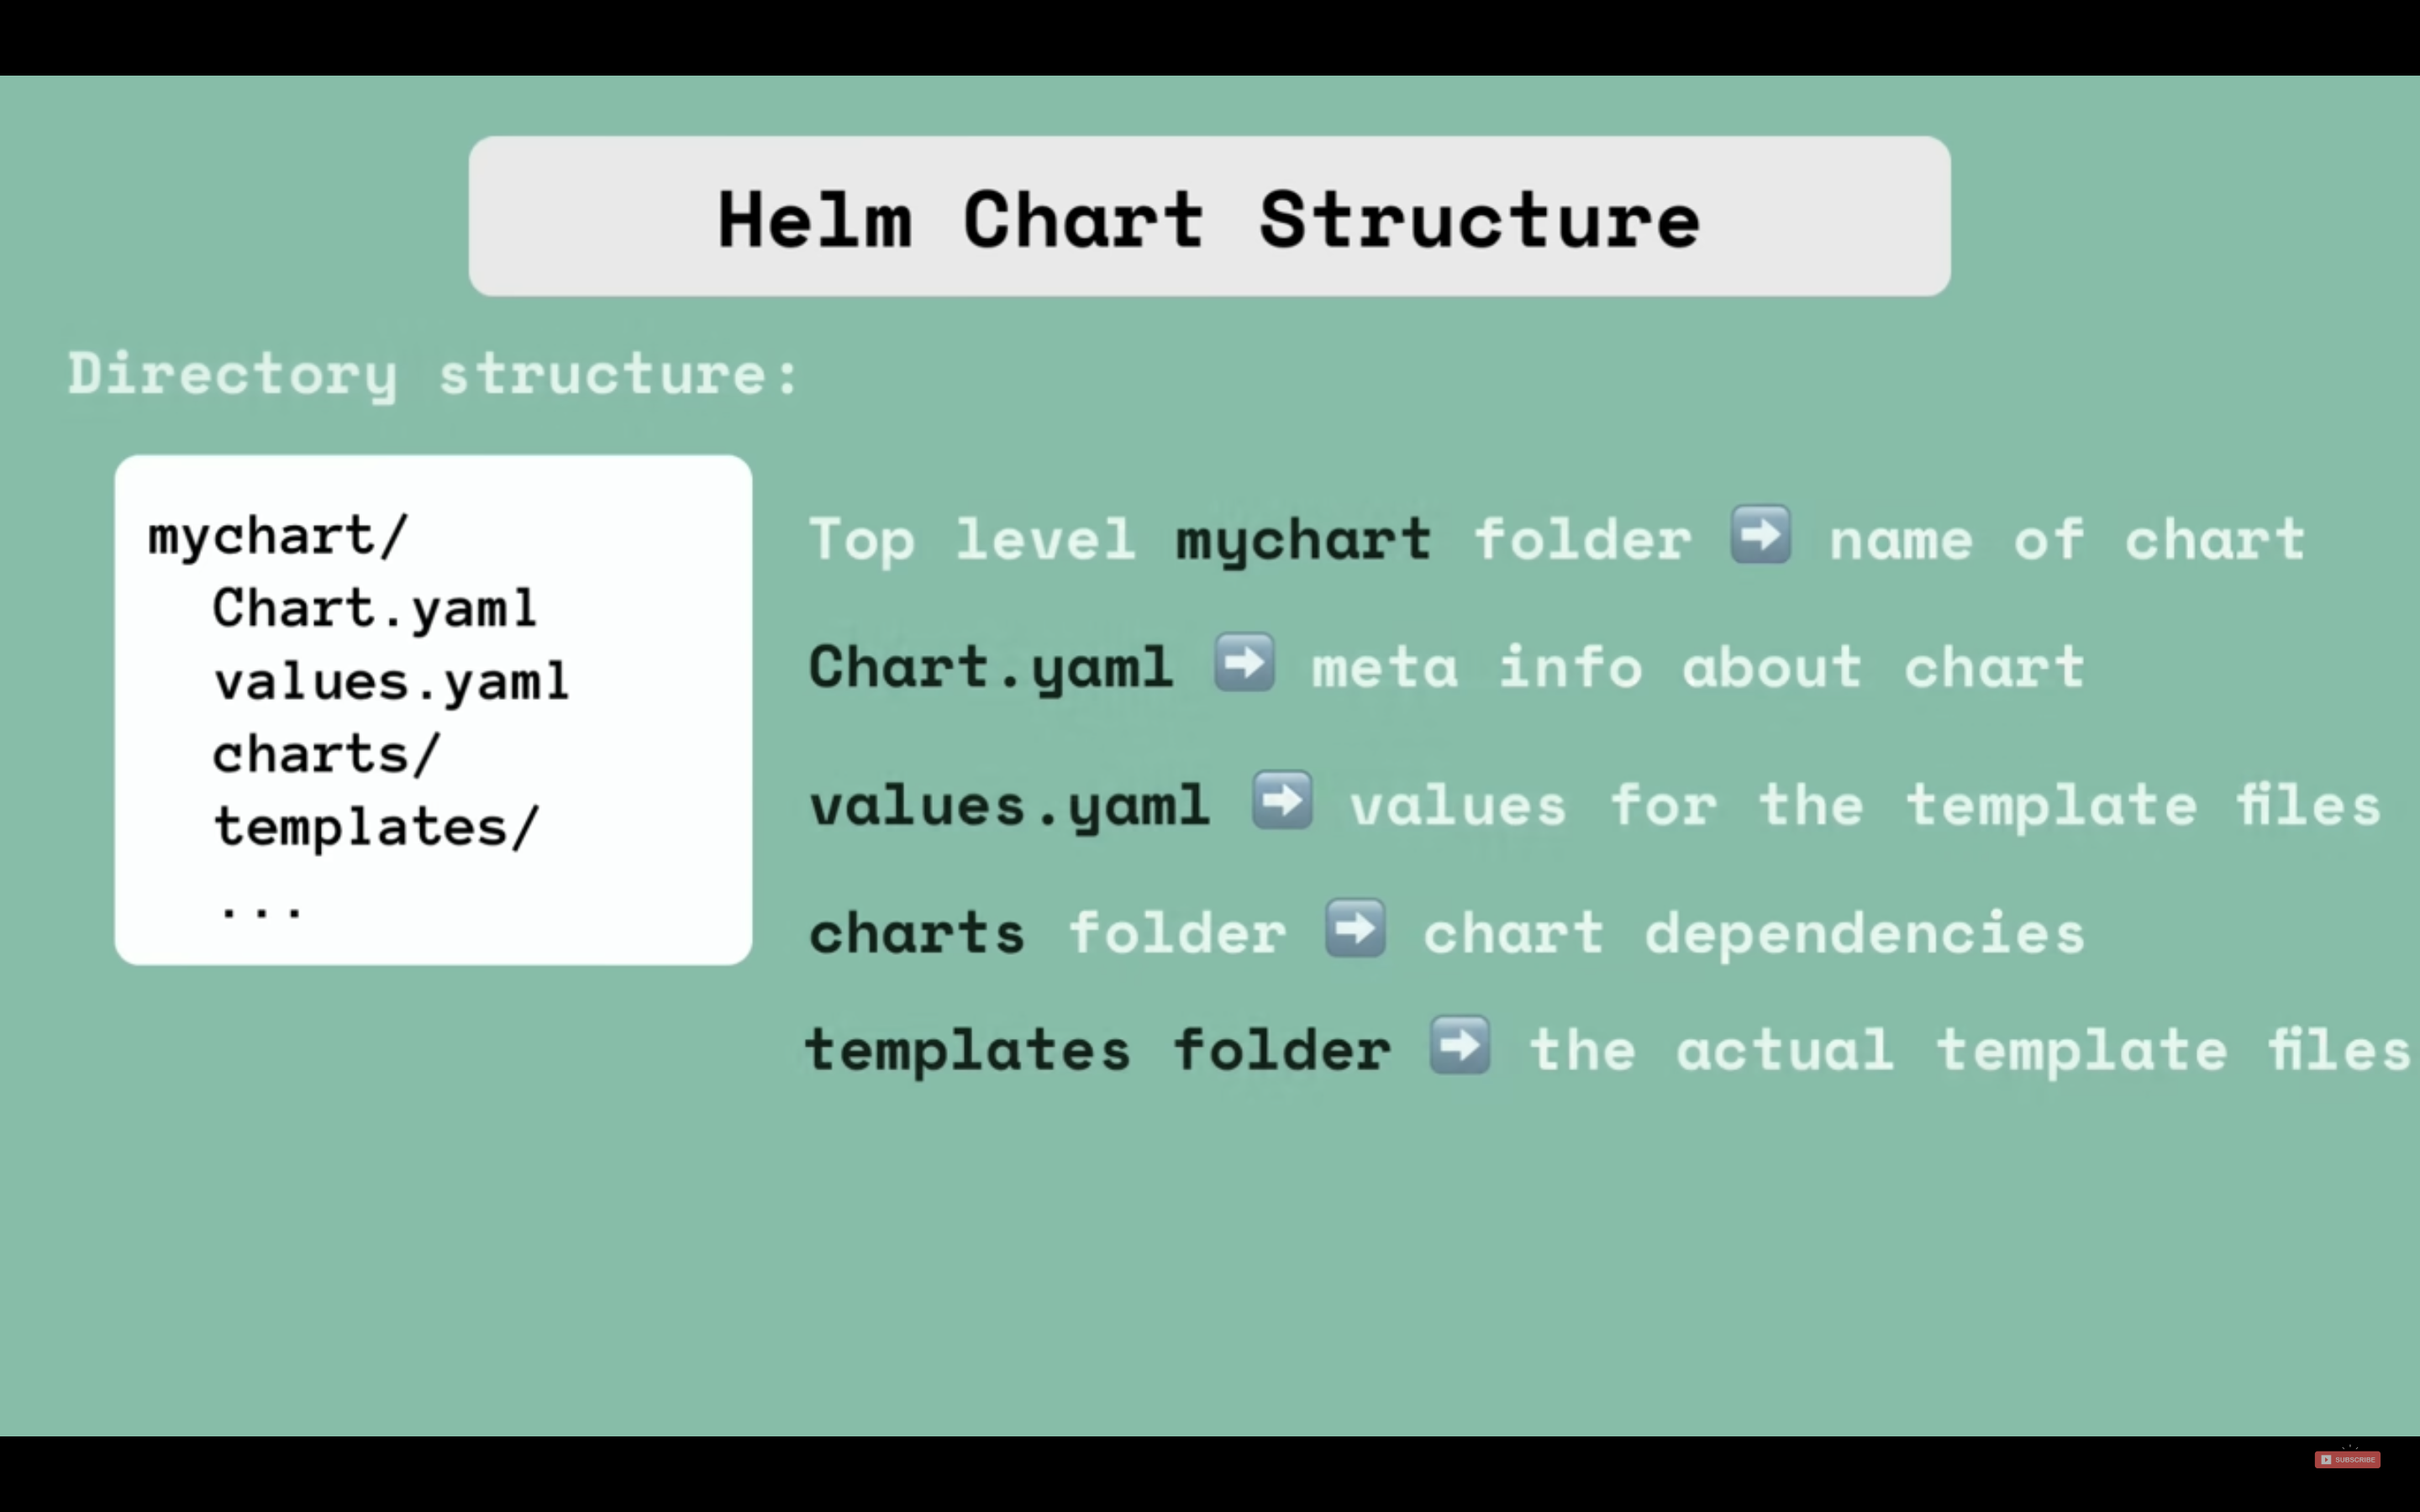 Helm Chart Structure
Directory structure:
mychart/
Chart.yaml
values.yaml
charts/
templates/
...
Top level mychart folder ➡ name of chart
Chart.yaml ➡ meta info about chart
values.yaml ➡ values for the template files
charts folder ➡ chart dependencies
templates folder ➡ the actual template files
SUBSCRIBE